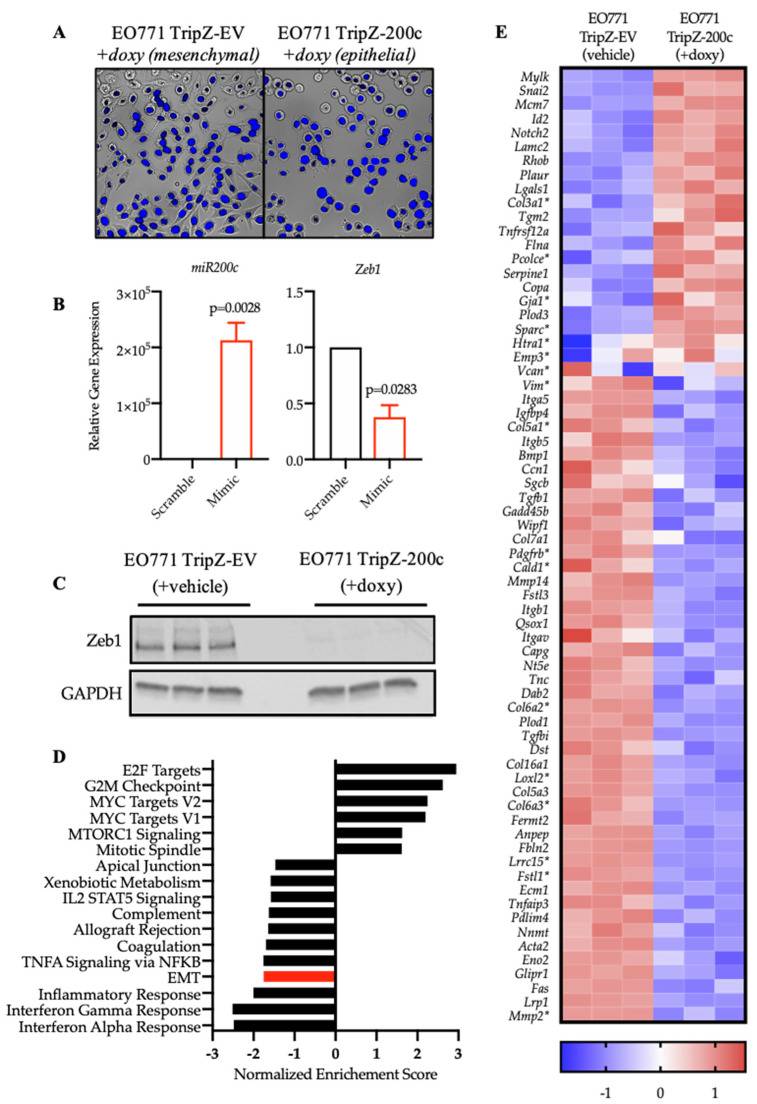 A
EO771 TripZ-EV
+doxy (mesenchymal)
EO771 TripZ-200c
+doxy (epithelial)
B
miR200c
Relative Gene Expression
3×10⁵
2×10⁵
1×10⁵
0
p=0.0028
Scramble
Mimic
Zeb1
1.5
1.0
0.5
0.0
p=0.0283
Scramble
Mimic
C
EO771 TripZ-EV
(+vehicle)
EO771 TripZ-200c
(+doxy)
Zeb1
GAPDH
D
E2F Targets
G2M Checkpoint
MYC Targets V2
MYC Targets V1
MTORC1 Signaling
Mitotic Spindle
Apical Junction
Xenobiotic Metabolism
IL2 STAT5 Signaling
Complement
Allograft Rejection
Coagulation
TNFA Signaling via NFKB
EMT
Inflammatory Response
Interferon Gamma Response
Interferon Alpha Response
-3 -2 -1 0 1 2 3
Normalized Enrichement Score
E
EO771
TripZ-EV
(vehicle)
EO771
TripZ-200c
(+doxy)
Mylk
Snai2
Mcm7
Id2
Notch2
Lamc2
Rhob
Plaur
Lgals1
Col3a1*
Tgm2
Tnfrsf12a
Flna
Pcolce*
Serpine1
Copa
Gja1*
Plod3
Sparc*
Htra1*
Emp3*
Vcan*
Vim*
Itga5
Igfbp4
Col5a1*
Itgb5
Bmp1
Ccn1
Sgcb
Tgfb1
Gadd45b
Wipf1
Col7a1
Pdgfrb*
Cald1*
Mmp14
Fstl3
Itgb1
Qsox1
Itgav
Capg
Nt5e
Tnc
Dab2
Col6a2*
Plod1
Tgfbi
Dst
Col16a1
Loxl2*
Col5a3
Col6a3*
Fermt2
Anpep
Fbln2
Lrrc15*
Fstl1*
Ecm1
Tnfaip3
Pdlim4
Nnmt
Acta2
Eno2
Glipr1
Fas
Lrp1
Mmp2*
-1 0 1